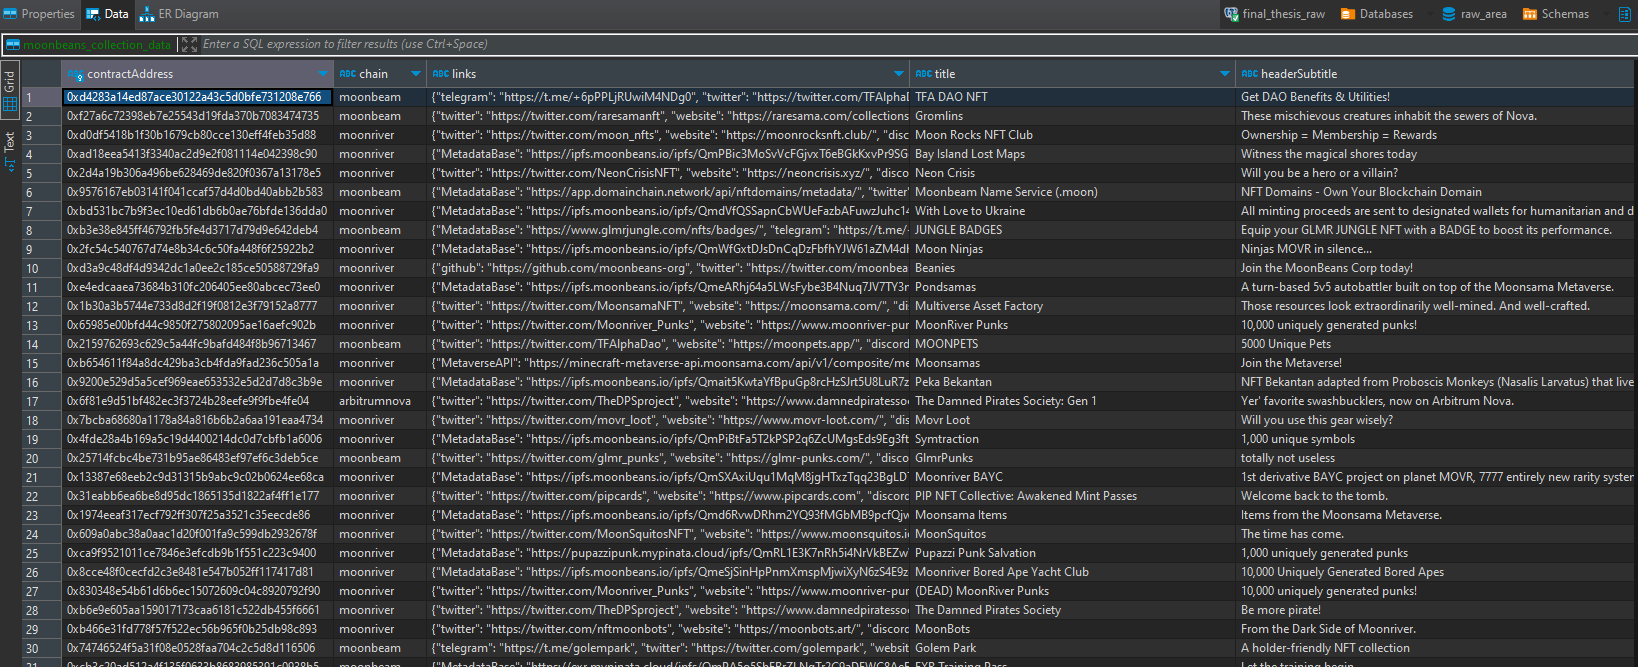 Properties Data ER Diagram final_thesis_raw Databases raw_area Schemas
moonbeans_collection_data Enter a SQL expression to filter results (use Ctrl+Space)
Grid
Text
contractAddress chain links title headerSubtitle
1 0xd4283a14ed87ace30122a43c5d0bfe731208e766 moonbeam {"telegram": "https://t.me/+6pPPLjRUwiM4NDg0", "twitter": "https://twitter.com/TFAlphaD TFA DAO NFT Get DAO Benefits & Utilities!
2 0xf27a6c72398eb7e25543d19fda370b7083474735 moonbeam {"twitter": "https://twitter.com/raresamanft", "website": "https://raresama.com/collections Gromlins These mischievous creatures inhabit the sewers of Nova.
3 0xd0df5418b1f30b1679cb80cce130eff4feb35d88 moonriver {"twitter": "https://twitter.com/moon_nfts", "website": "https://moonrocksnft.club/", "disc Moon Rocks NFT Club Ownership = Membership = Rewards
4 0xad18eea5413f3340ac2d9e2f081114e042398c90 moonriver {"MetadataBase": "https://ipfs.moonbeans.io/ipfs/QmPBic3MoSvVcFGjvxT6eBGkKxvPr9SG Bay Island Lost Maps Witness the magical shores today
5 0x2d4a19b306a496be628469de820f0367a13178e5 moonriver {"twitter": "https://twitter.com/NeonCrisisNFT", "website": "https://neoncrisis.xyz/", "disco Neon Crisis Will you be a hero or a villain?
6 0x9576167eb03141f041ccaf57d4d0bd40abb2b583 moonbeam {"MetadataBase": "https://app.domainchain.network/api/nftdomains/metadata/", "twitter" Moonbeam Name Service (.moon) NFT Domains - Own Your Blockchain Domain
7 0xbd531bc7b9f3ec10ed61db6b0ae76bfde136dda0 moonriver {"MetadataBase": "https://ipfs.moonbeans.io/ipfs/QmdVfQSSapnCbWUeFazbAFuwzJuhc14 With Love to Ukraine All minting proceeds are sent to designated wallets for humanitarian and d
8 0xb3e38e845ff46792fb5fe4d3717d79d9e642deb4 moonbeam {"MetadataBase": "https://www.glmrjungle.com/nfts/badges/", "telegram": "https://t.me/- JUNGLE BADGES Equip your GLMR JUNGLE NFT with a BADGE to boost its performance.
9 0x2fc54c540767d74e8b34c6c50fa448f6f25922b2 moonriver {"MetadataBase": "https://ipfs.moonbeans.io/ipfs/QmWfGxtDJsDnCqDzFbfhYJW61aZM4dH Moon Ninjas Ninjas MOVR in silence...
10 0xd3a9c48df4d9342dc1a0ee2c185ce50588729fa9 moonriver {"github": "https://github.com/moonbeans-org", "twitter": "https://twitter.com/moonbea Beanies Join the MoonBeans Corp today!
11 0xe4edcaaea73684b310fc206405ee80abcec73ee0 moonriver {"MetadataBase": "https://ipfs.moonbeans.io/ipfs/QmeARhj64a5LWsFybe3B4Nuq7JV7TY3r Pondsamas A turn-based 5v5 autobattler built on top of the Moonsama Metaverse.
12 0x1b30a3b5744e733d8d2f19f0812e3f79152a8777 moonriver {"twitter": "https://twitter.com/MoonsamaNFT", "website": "https://moonsama.com/", "di Multiverse Asset Factory Those resources look extraordinarily well-mined. And well-crafted.
13 0x65985e00bfd44c9850f275802095ae16aefc902b moonriver {"twitter": "https://twitter.com/Moonriver_Punks", "website": "https://www.moonriver-pur MoonRiver Punks 10,000 uniquely generated punks!
14 0x2159762693c629c5a44fc9bafd484f8b96713467 moonbeam {"twitter": "https://twitter.com/TFAlphaDao", "website": "https://moonpets.app/", "discord MOONPETS 5000 Unique Pets
15 0xb654611f84a8dc429ba3cb4fda9fad236c505a1a moonriver {"MetaverseAPI": "https://minecraft-metaverse-api.moonsama.com/api/v1/composite/me Moonsamas Join the Metaverse!
16 0x9200e529d5a5cef969eae653532e5d2d7d8c3b9e moonriver {"MetadataBase": "https://ipfs.moonbeans.io/ipfs/Qmait5KwtaYfBpuGp8rcHzSJrt5U8LuR7z Peka Bekantan NFT Bekantan adapted from Proboscis Monkeys (Nasalis Larvatus) that live
17 0x6f81e9d51bf482ec3f3724b28eefe9f9fbe4fe04 arbitrumnova {"twitter": "https://twitter.com/TheDPSproject", "website": "https://www.damnedpiratesso The Damned Pirates Society: Gen 1 Yer' favorite swashbucklers, now on Arbitrum Nova.
18 0x7bcba68680a1178a84a816b6b2a6aa191eaa4734 moonriver {"twitter": "https://twitter.com/movr_loot", "website": "https://www.movr-loot.com/", "di Movr Loot Will you use this gear wisely?
19 0x4fde28a4b169a5c19d4400214dc0d7cbfb1a6006 moonriver {"MetadataBase": "https://ipfs.moonbeans.io/ipfs/QmPiBtFa5T2kPSP2q6ZcUMgsEds9Eg3ft Symtraction 1,000 unique symbols
20 0x25714fcbc4be731b95ae86483ef97ef6c3deb5ce moonbeam {"twitter": "https://twitter.com/glmr_punks", "website": "https://glmr-punks.com/", "disco GlmrPunks totally not useless
21 0x13387e68eeb2c9d31315b9abc9c02b0624ee68ca moonriver {"MetadataBase": "https://ipfs.moonbeans.io/ipfs/QmSXAxiUqu1MqM8jgHTxzTqq23BgLD Moonriver BAYC 1st derivative BAYC project on planet MOVR, 7777 entirely new rarity system
22 0x31eabb6ea6be8d95dc1865135d1822af4ff1e177 moonriver {"twitter": "https://twitter.com/pipcards", "website": "https://www.pipcards.com", "discord PIP NFT Collective: Awakened Mint Passes Welcome back to the tomb.
23 0x1974eeaf317ecf792ff307f25a3521c35eecde86 moonriver {"MetadataBase": "https://ipfs.moonbeans.io/ipfs/Qmd6RvwDRhm2YQ93fMGbMB9pcfQjw Moonsama Items Items from the Moonsama Metaverse.
24 0x609a0abc38a0aac1d20f001fa9c599db2932678f moonriver {"twitter": "https://twitter.com/MoonSquitosNFT", "website": "https://www.moonsquitos.i MoonSquitos The time has come.
25 0xca9f9521011ce7846e3efcdb9b1f551c223c9400 moonriver {"MetadataBase": "https://pupazzipunk.mypinata.cloud/ipfs/QmRL1E3K7nRh5i4NrVkBEZw Pupazzi Punk Salvation 1,000 uniquely generated punks
26 0x8cce48f0cecfd2c3e8481e547b052ff117417d81 moonriver {"MetadataBase": "https://ipfs.moonbeans.io/ipfs/QmeSjSinHpPnmXmspMjwiXyN6zS4E9z Moonriver Bored Ape Yacht Club 10,000 Uniquely Generated Bored Apes
27 0x830348e54b61d6b6ec15072609c04c8920792f90 moonriver {"twitter": "https://twitter.com/Moonriver_Punks", "website": "https://www.moonriver-pur (DEAD) MoonRiver Punks 10,000 uniquely generated punks!
28 0xb6e9e605aa159017173caa6181c522db455f6661 moonriver {"twitter": "https://twitter.com/TheDPSproject", "website": "https://www.damnedpiratesso The Damned Pirates Society Be more pirate!
29 0xb466e31fd778f57f522ec56b965f0b25db98c893 moonriver {"twitter": "https://twitter.com/nftmoonbots", "website": "https://moonbots.art/", "discord MoonBots From the Dark Side of Moonriver.
30 0x74746524f5a31f08e0528faa704c2c5d8d116506 moonbeam {"telegram": "https://t.me/golempark", "twitter": "https://twitter.com/golempark", "websit Golem Park A holder-friendly NFT collection